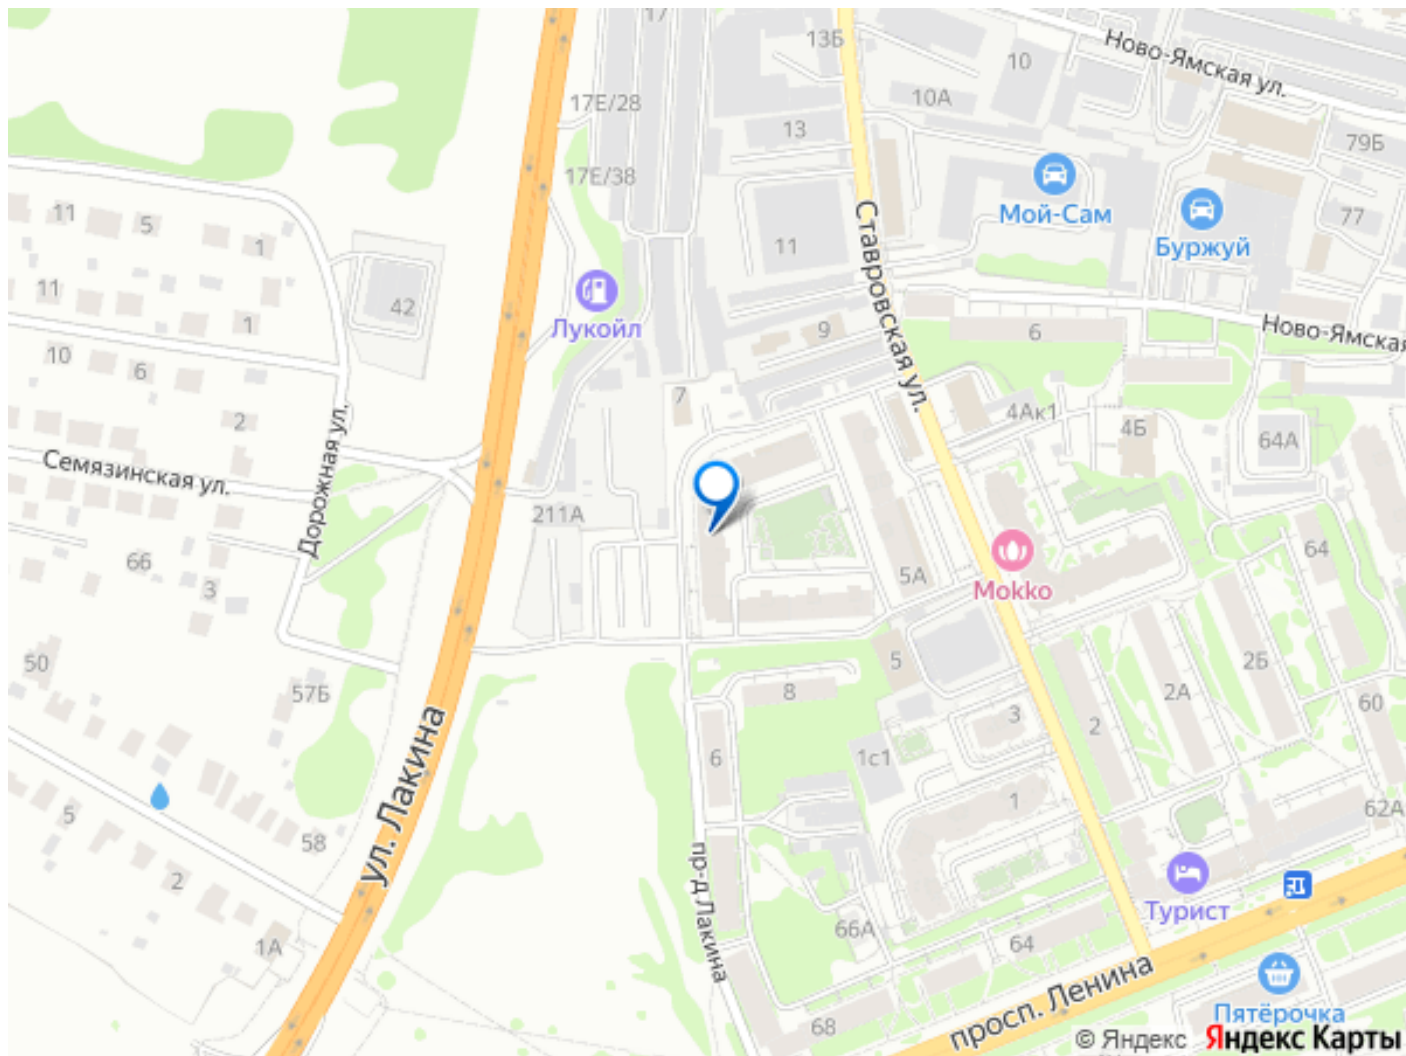 17
13Б
Ново-Ямская ул.
10
17Е/28
10А
13
79Б
17Е/38
Мой-Сам
11
5
1
Ставровская ул.
77
11
Буржуй
11
42
Лукойл
1
9
6
Ново-Ямская
10
6
7
2
4Ак1
4Б
64А
Дорожная ул.
Семязинская ул.
211А
66
64
3
5А
Mokko
50
57Б
5
2Б
8
2А
60
3
2
ул. Лакина
6
1с1
5
1
62А
58
2
пр-д Лакина
Турист
1А
66А
64
просп. Ленина
Пятёрочка
68
© Яндекс Яндекс Карты